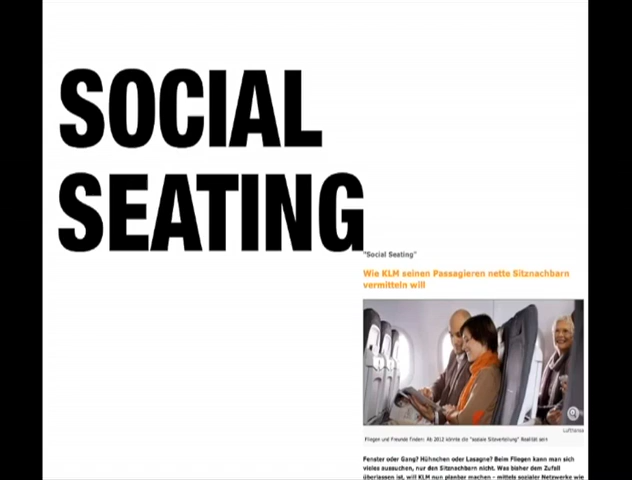 SOCIAL
SEATING
"Social Seating"
Wie KLM seinen Passagieren nette Sitznachbarn
vermitteln will
Lufthansa
Fliegen und Freunde finden: Ab 2012 könnte die "soziale Sitzverteilung" Realität sein
Fenster oder Gang? Hühnchen oder Lasagne? Beim Fliegen kann man sich
vieles aussuchen, nur den Sitznachbarn nicht. Was bisher dem Zufall
überlassen ist, will KLM nun planbar machen - mittels sozialer Netzwerke wie